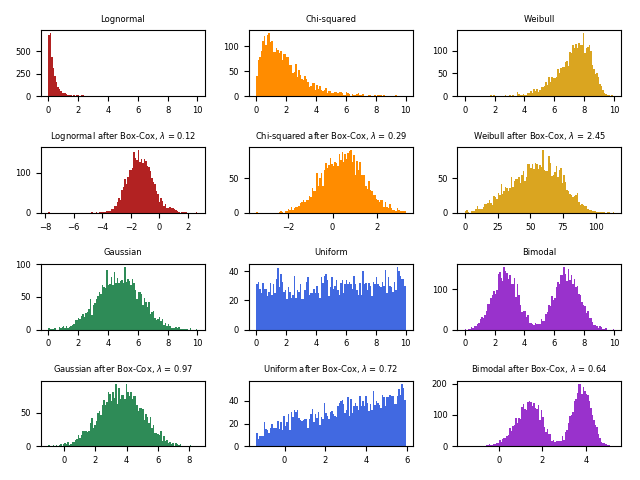 Lognormal Chi-squared Weibull
500 250 0
100 50 0
100 50 0
0 2 4 6 8 10
0 2 4 6 8 10
0 2 4 6 8 10
Lognormal after Box-Cox, λ = 0.12 Chi-squared after Box-Cox, λ = 0.29 Weibull after Box-Cox, λ = 2.45
100 0
50 0
50 0
−8 −6 −4 −2 0 2
−2 0 2
0 25 50 75 100
Gaussian Uniform Bimodal
100 50 0
40 20 0
100 0
0 2 4 6 8 10
0 2 4 6 8 10
0 2 4 6 8 10
Gaussian after Box-Cox, λ = 0.97 Uniform after Box-Cox, λ = 0.72 Bimodal after Box-Cox, λ = 0.64
50 0
40 20 0
200 100 0
0 2 4 6 8
0 2 4 6
0 2 4